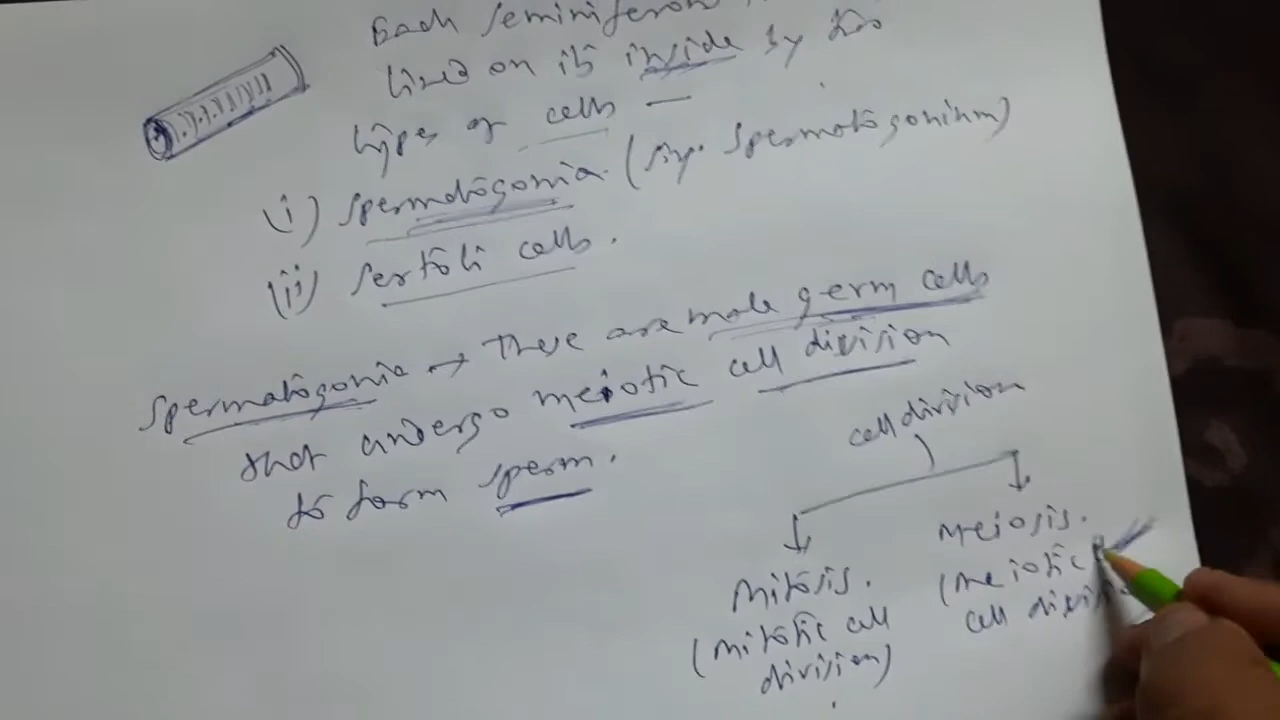 Each seminiferou
lined on its inside by two
types of cells —
(i) spermatogonia (sing. spermatogonium)
(ii) sertoli cells.
Spermatogonia → These are male germ cells
that undergo meiotic cell division
to form sperm.
cell division
Mitosis.
(mitotic cell
division)
Meiosis.
(meiotic
cell divisi